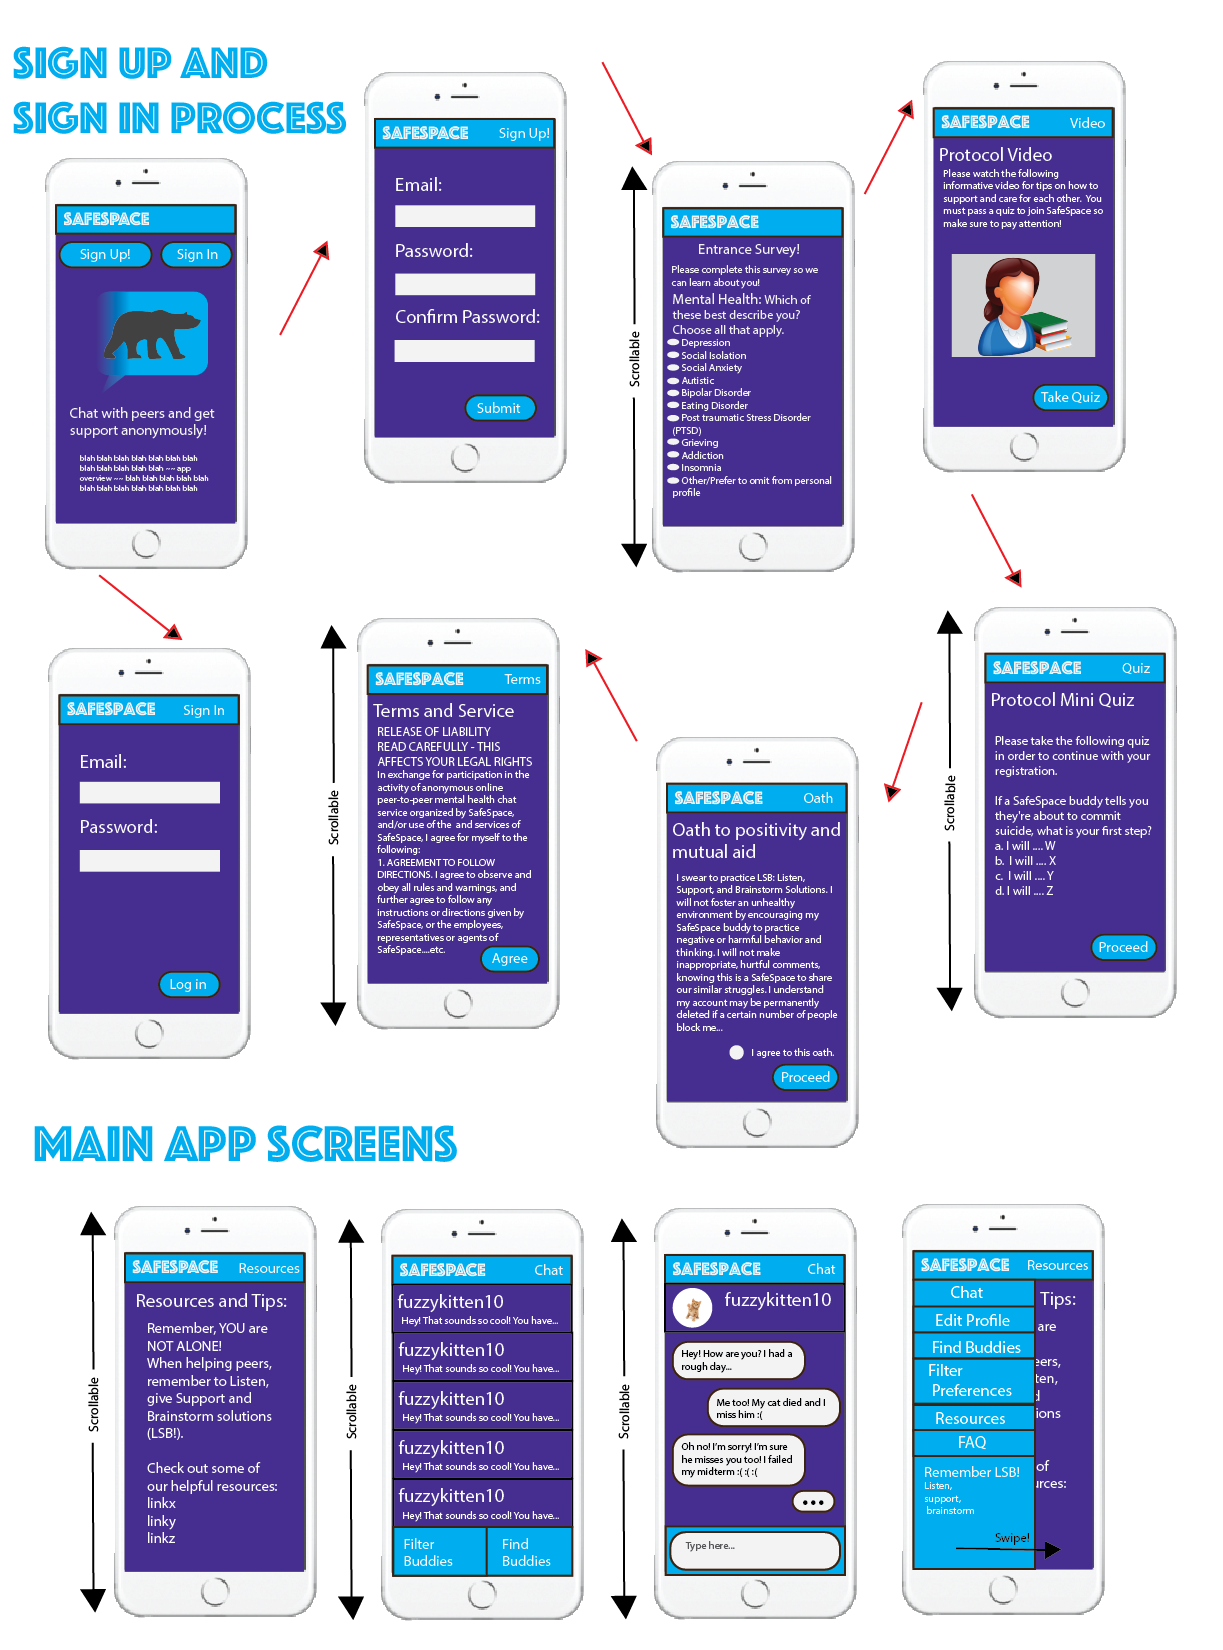 SIGN UP AND
SIGN IN PROCESS
SAFESPACE
Sign Up!
Sign In
Chat with peers and get
support anonymously!
blah blah blah blah blah blah blah
blah blah blah blah blah ~~ app
overview ~~ blah blah blah blah blah
blah blah blah blah blah blah blah
SAFESPACE
Sign Up!
Email:
Password:
Confirm Password:
Submit
Scrollable
SAFESPACE
Entrance Survey!
Please complete this survey so we
can learn about you!
Mental Health: Which of
these best describe you?
Choose all that apply.
Depression
Social Isolation
Social Anxiety
Autistic
Bipolar Disorder
Eating Disorder
Post traumatic Stress Disorder
(PTSD)
Grieving
Addiction
Insomnia
Other/Prefer to omit from personal
profile
SAFESPACE
Video
Protocol Video
Please watch the following
informative video for tips on how to
support and care for each other. You
must pass a quiz to join SafeSpace so
make sure to pay attention!
Take Quiz
SAFESPACE
Sign In
Email:
Password:
Log in
Scrollable
SAFESPACE
Terms
Terms and Service
RELEASE OF LIABILITY
READ CAREFULLY - THIS
AFFECTS YOUR LEGAL RIGHTS
In exchange for participation in the
activity of anonymous online
peer-to-peer mental health chat
service organized by SafeSpace,
and/or use of the and services of
SafeSpace, I agree for myself to the
following:
1. AGREEMENT TO FOLLOW
DIRECTIONS. I agree to observe and
obey all rules and warnings, and
further agree to follow any
instructions or directions given by
SafeSpace, or the employees,
representatives or agents of
SafeSpace....etc.
Agree
SAFESPACE
Oath
Oath to positivity and
mutual aid
I swear to practice LSB: Listen,
Support, and Brainstorm Solutions. I
will not foster an unhealthy
environment by encouraging my
SafeSpace buddy to practice
negative or harmful behavior and
thinking. I will not make
inappropriate, hurtful comments,
knowing this is a SafeSpace to share
our similar struggles. I understand
my account may be permanently
deleted if a certain number of people
block me...
I agree to this oath.
Proceed
Scrollable
SAFESPACE
Quiz
Protocol Mini Quiz
Please take the following quiz
in order to continue with your
registration.
If a SafeSpace buddy tells you
they're about to commit
suicide, what is your first step?
a. I will .... W
b. I will .... X
c. I will .... Y
d. I will .... Z
Proceed
MAIN APP SCREENS
Scrollable
SAFESPACE
Resources
Resources and Tips:
Remember, YOU are
NOT ALONE!
When helping peers,
remember to Listen,
give Support and
Brainstorm solutions
(LSB!).
Check out some of
our helpful resources:
linkx
linky
linkz
Scrollable
SAFESPACE
Chat
fuzzykitten10
Hey! That sounds so cool! You have...
fuzzykitten10
Hey! That sounds so cool! You have...
fuzzykitten10
Hey! That sounds so cool! You have...
fuzzykitten10
Hey! That sounds so cool! You have...
fuzzykitten10
Hey! That sounds so cool! You have...
Filter
Buddies
Find
Buddies
Scrollable
SAFESPACE
Chat
fuzzykitten10
Hey! How are you? I had a
rough day...
Me too! My cat died and I
miss him :(
Oh no! I'm sorry! I'm sure
he misses you too! I failed
my midterm :( :( :(
Type here...
SAFESPACE
Resources
Chat
Edit Profile
Find Buddies
Filter
Preferences
Resources
FAQ
Remember LSB!
Listen,
support,
brainstorm
Swipe!
Tips:
are
eers,
ten,
d
ions
of
urces: